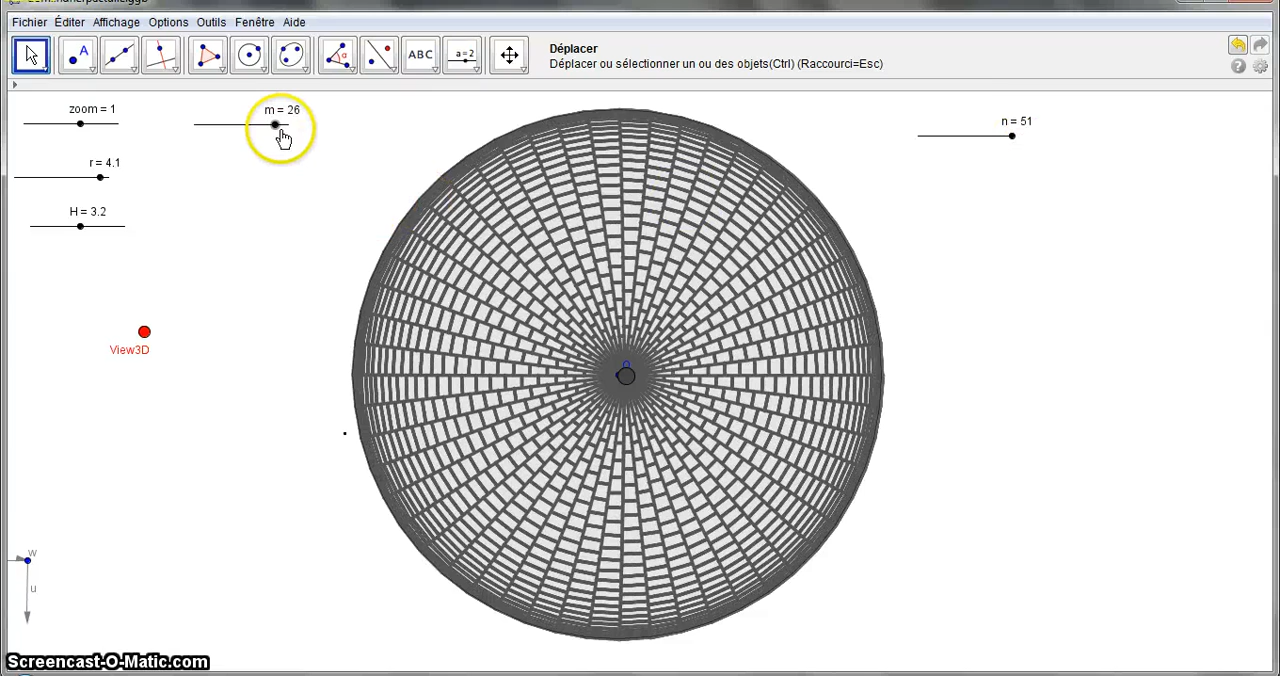 Fichier Éditer Affichage Options Outils Fenêtre Aide
A
α
ABC
a=2
Déplacer
Déplacer ou sélectionner un ou des objets(Ctrl) (Raccourci=Esc)
zoom = 1
m = 26
n = 51
r = 4.1
H = 3.2
View3D
w
u
Screencast-O-Matic.com